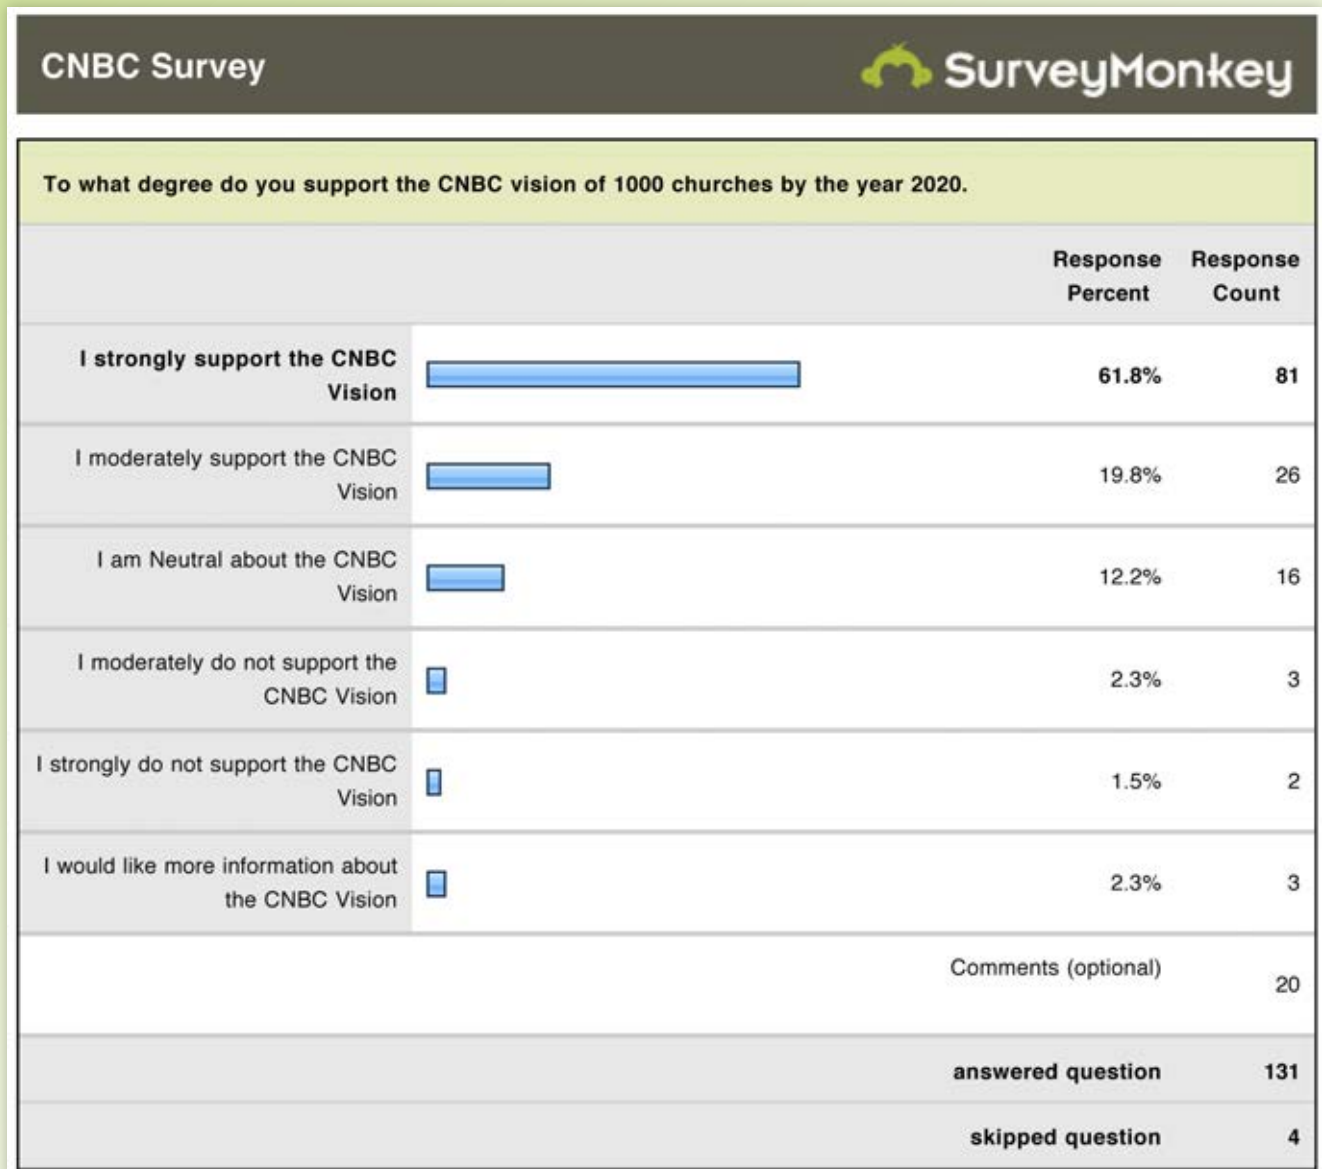 CNBC Survey
SurveyMonkey
To what degree do you support the CNBC vision of 1000 churches by the year 2020.
Response Percent
Response Count
I strongly support the CNBC
Vision
61.8%
81
I moderately support the CNBC
Vision
19.8%
26
I am Neutral about the CNBC
Vision
12.2%
16
I moderately do not support the
CNBC Vision
2.3%
3
I strongly do not support the CNBC
Vision
1.5%
2
I would like more information about
the CNBC Vision
2.3%
3
Comments (optional)
20
answered question
131
skipped question
4